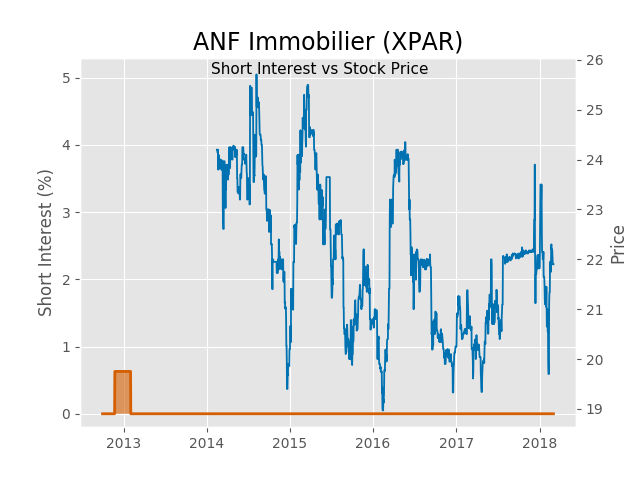 ANF Immobilier (XPAR)
Short Interest vs Stock Price
Short Interest (%)
5
4
3
2
1
0
26
25
24
23
22
21
20
19
Price
2013 2014 2015 2016 2017 2018